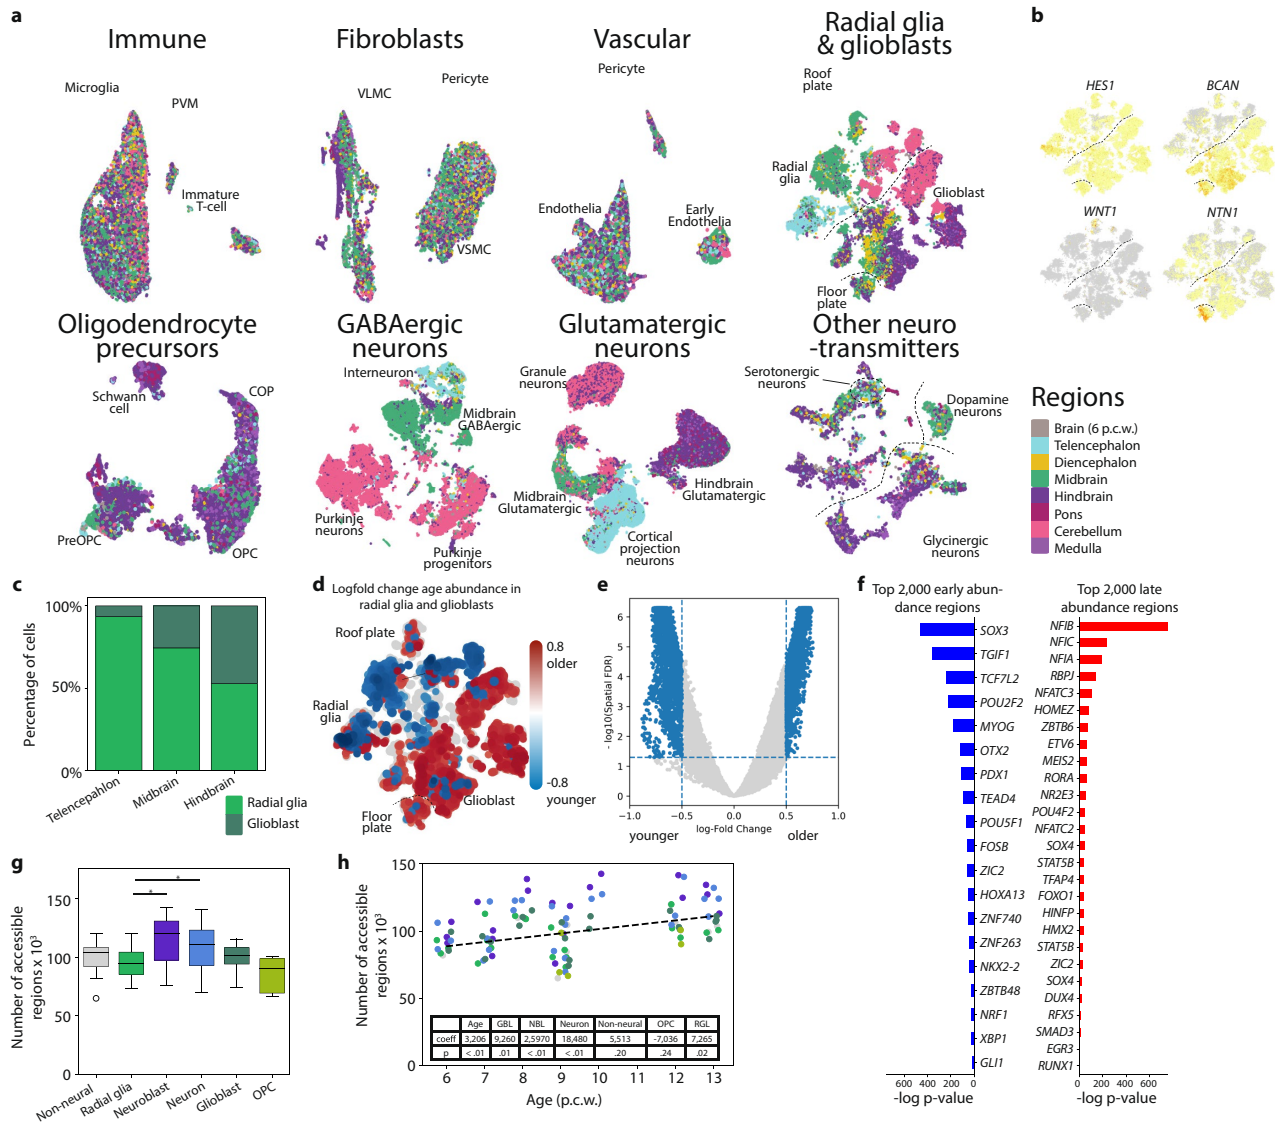 a
Immune
Fibroblasts
Vascular
Radial glia
& glioblasts
Microglia
PVM
Immature
T-cell
VLMC
Pericyte
VSMC
Pericyte
Endothelia
Early
Endothelia
Roof
plate
Radial
glia
Glioblast
Floor
plate
Oligodendrocyte
precursors
GABAergic
neurons
Glutamatergic
neurons
Other neuro
-transmitters
Schwann
cell
COP
PreOPC
OPC
Interneuron
Midbrain
GABAergic
Purkinje
neurons
Purkinje
progenitors
Granule
neurons
Midbrain
Glutamatergic
Hindbrain
Glutamatergic
Cortical
projection
neurons
Serotonergic
neurons
Dopamine
neurons
Glycinergic
neurons
b
HES1
BCAN
WNT1
NTN1
Regions
Brain (6 p.c.w.)
Telencephalon
Diencephalon
Midbrain
Hindbrain
Pons
Cerebellum
Medulla
c
Percentage of cells
100%
50%
0%
Telencepahlon
Midbrain
Hindbrain
Radial glia
Glioblast
d
Logfold change age abundance in
radial glia and glioblasts
Roof plate
Radial
glia
Floor
plate
Glioblast
0.8
older
-0.8
younger
e
- log10(Spatial FDR)
6
5
4
3
2
1
0
−1.0
−0.5
0.0
0.5
1.0
younger
log-Fold Change
older
f
Top 2,000 early abun-
dance regions
SOX3
TGIF1
TCF7L2
POU2F2
MYOG
OTX2
PDX1
TEAD4
POU5F1
FOSB
ZIC2
HOXA13
ZNF740
ZNF263
NKX2-2
ZBTB48
NRF1
XBP1
GLI1
600 400 200 0
-log p-value
Top 2,000 late
abundance regions
NFIB
NFIC
NFIA
RBPJ
NFATC3
HOMEZ
ZBTB6
ETV6
MEIS2
RORA
NR2E3
POU4F2
NFATC2
SOX4
STAT5B
TFAP4
FOXO1
HINFP
HMX2
STAT5B
ZIC2
SOX4
DUX4
RFX5
SMAD3
EGR3
RUNX1
0 200 400 600
-log p-value
g
Number of accessible
regions x 10³
150
100
50
0
*
*
Non-neural
Radial glia
Neuroblast
Neuron
Glioblast
OPC
h
Number of accessible
regions x 10³
150
100
50
0
Age GBL NBL Neuron Non-neural OPC RGL
coeff 3,206 9,260 2,5970 18,480 5,513 -7,036 7,265
p < .01 .01 < .01 < .01 .20 .24 .02
6 7 8 9 10 11 12 13
Age (p.c.w.)